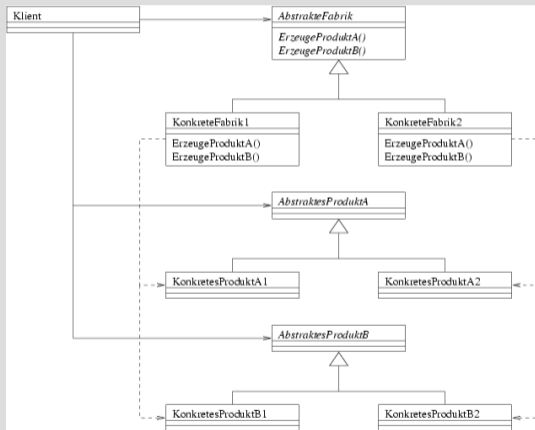 Klient
AbstrakteFabrik
ErzeugeProduktA()
ErzeugeProduktB()
KonkreteFabrik1
ErzeugeProduktA()
ErzeugeProduktB()
KonkreteFabrik2
ErzeugeProduktA()
ErzeugeProduktB()
AbstraktesProduktA
KonkretesProduktA1
KonkretesProduktA2
AbstraktesProduktB
KonkretesProduktB1
KonkretesProduktB2